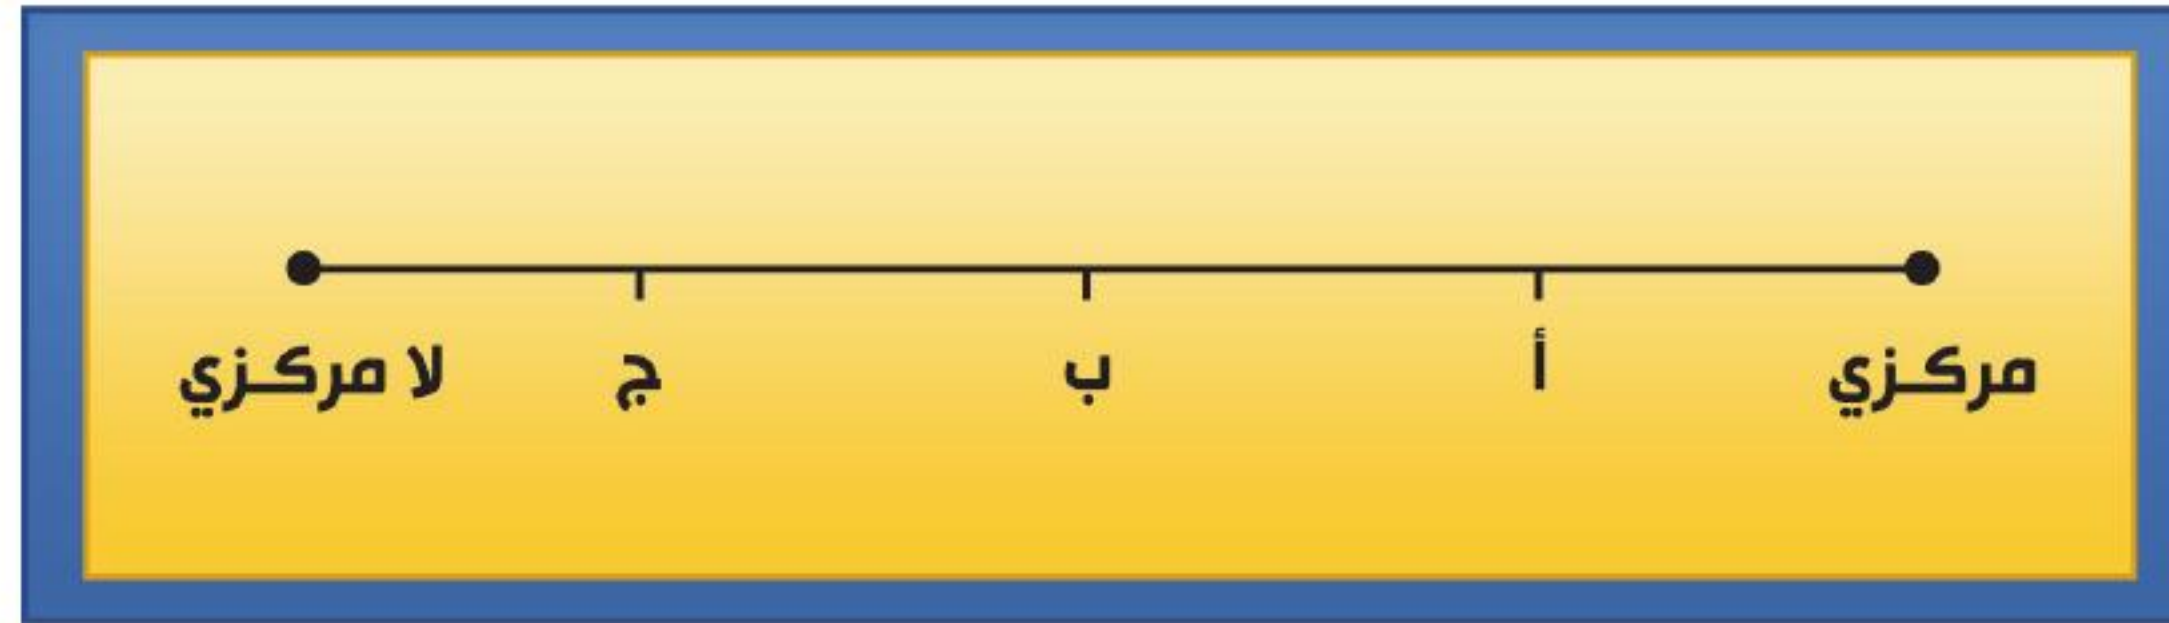 مركزي أ ب ج لا مركزي